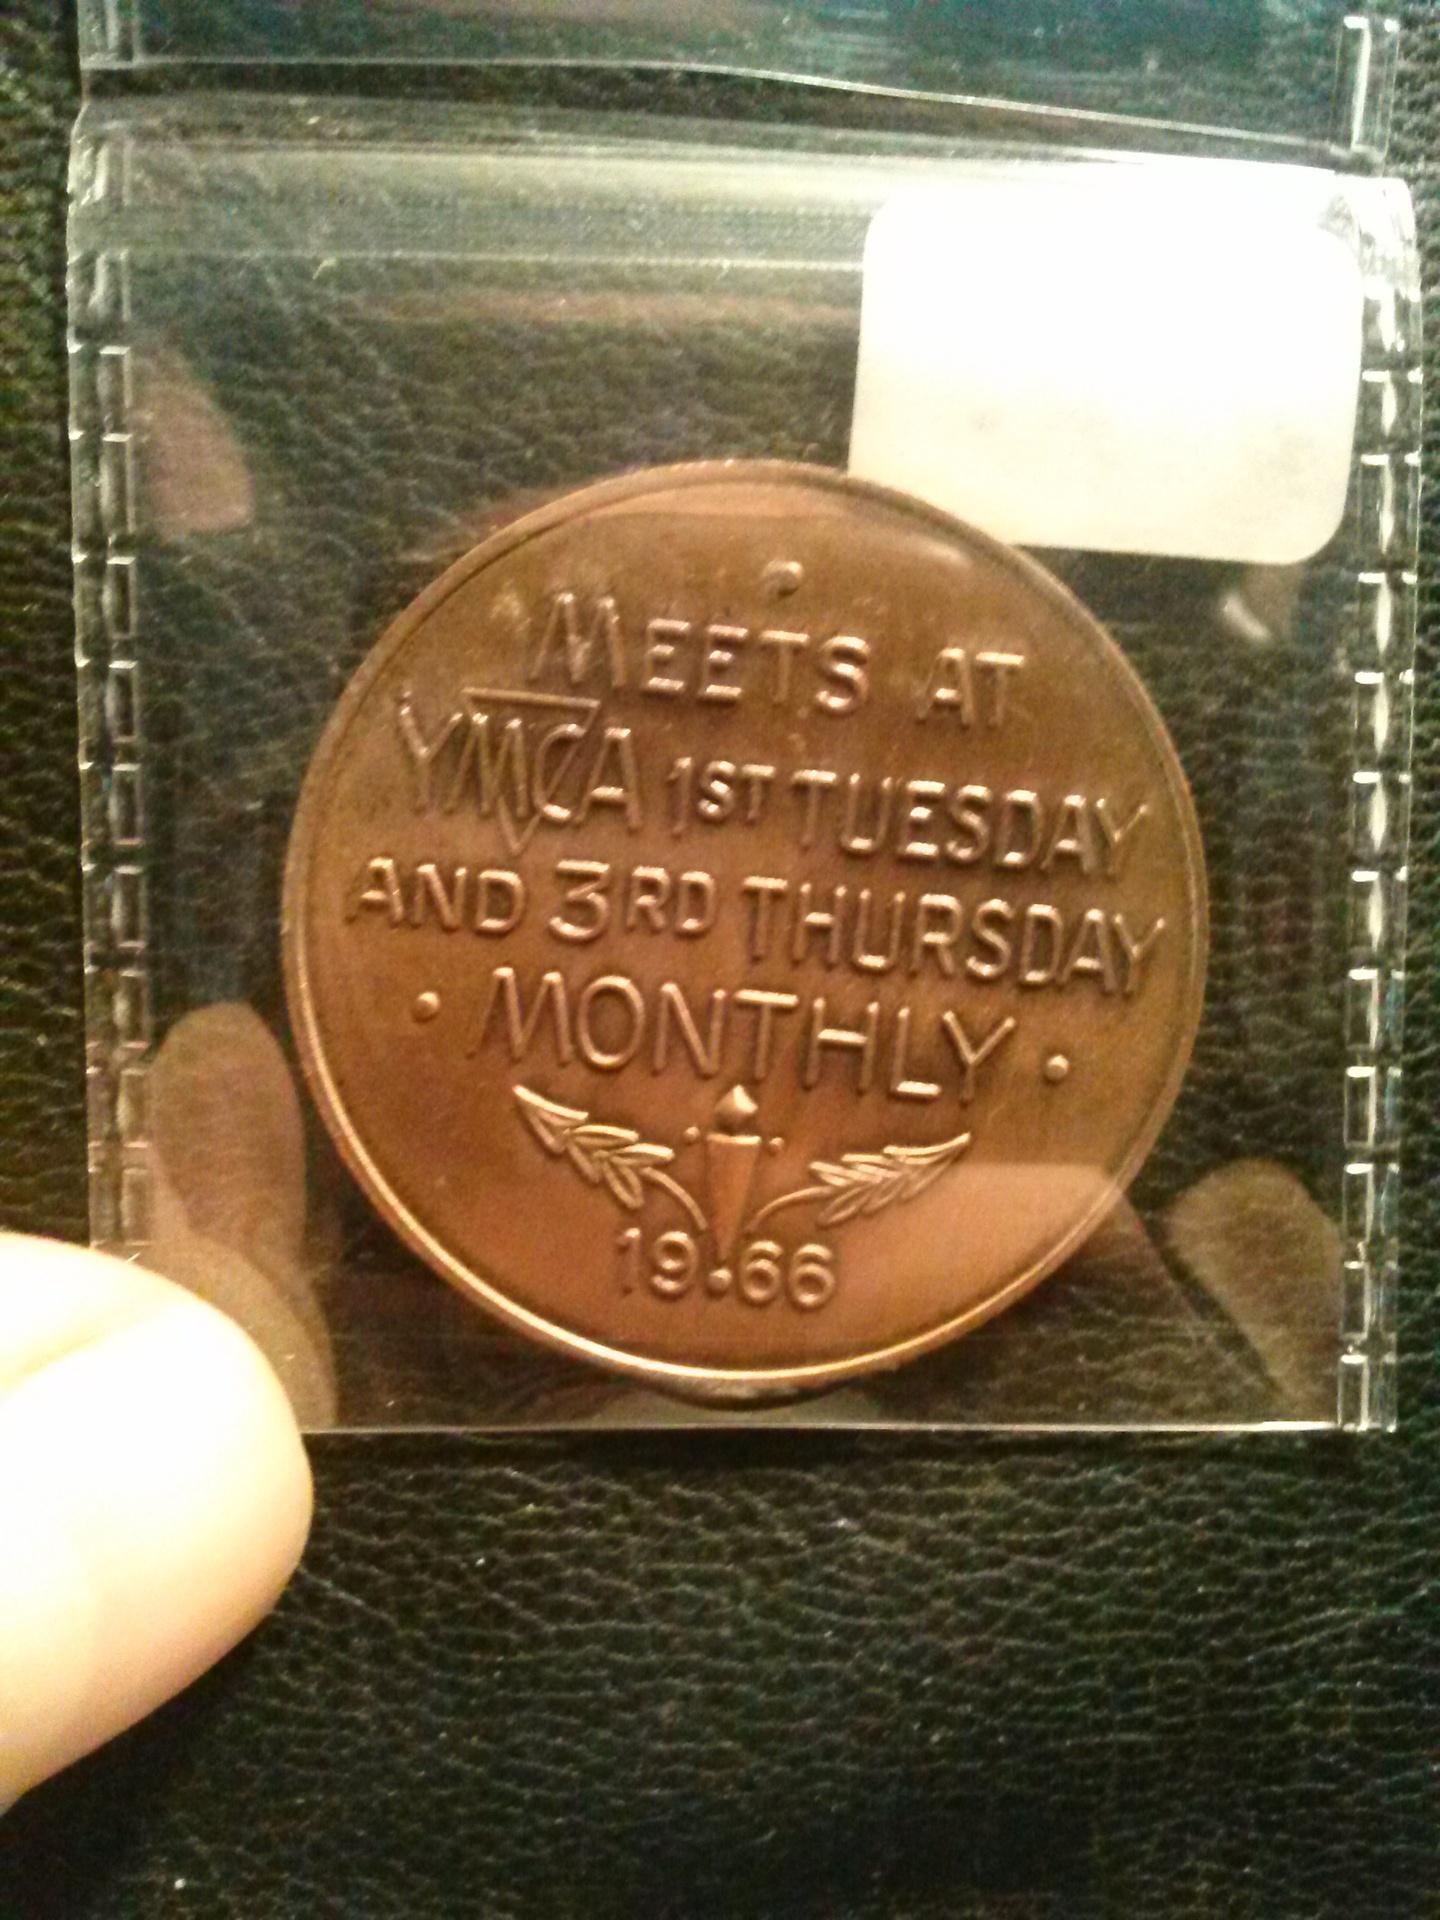 MEETS AT
YMCA 1ST TUESDAY
AND 3RD THURSDAY
• MONTHLY •
19•66